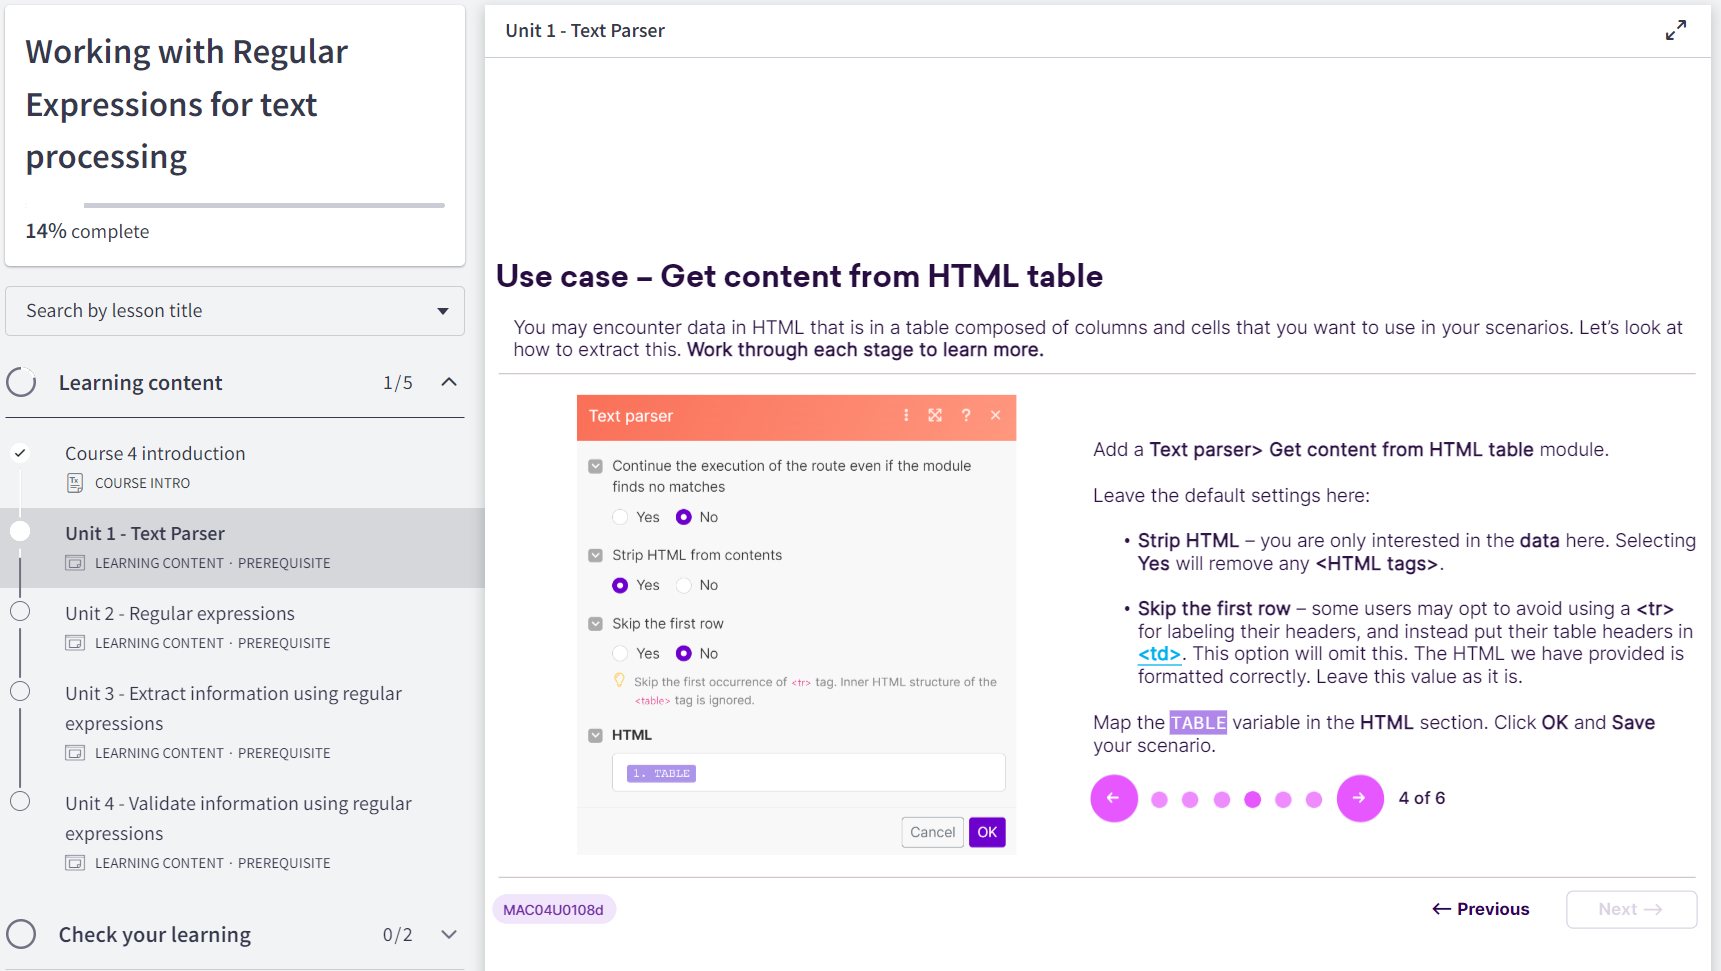 Working with Regular
Expressions for text
processing
14% complete
Search by lesson title
Learning content 1/5
Course 4 introduction
COURSE INTRO
Unit 1 - Text Parser
LEARNING CONTENT · PREREQUISITE
Unit 2 - Regular expressions
LEARNING CONTENT · PREREQUISITE
Unit 3 - Extract information using regular
expressions
LEARNING CONTENT · PREREQUISITE
Unit 4 - Validate information using regular
expressions
LEARNING CONTENT · PREREQUISITE
Check your learning 0/2
Unit 1 - Text Parser
Use case – Get content from HTML table
You may encounter data in HTML that is in a table composed of columns and cells that you want to use in your scenarios. Let's look at
how to extract this. Work through each stage to learn more.
Text parser
Continue the execution of the route even if the module
finds no matches
Yes No
Strip HTML from contents
Yes No
Skip the first row
Yes No
Skip the first occurrence of <tr> tag. Inner HTML structure of the
<table> tag is ignored.
HTML
1. TABLE
Cancel OK
Add a Text parser> Get content from HTML table module.
Leave the default settings here:
• Strip HTML – you are only interested in the data here. Selecting
Yes will remove any <HTML tags>.
• Skip the first row – some users may opt to avoid using a <tr>
for labeling their headers, and instead put their table headers in
<td>. This option will omit this. The HTML we have provided is
formatted correctly. Leave this value as it is.
Map the TABLE variable in the HTML section. Click OK and Save
your scenario.
4 of 6
MAC04U0108d
← Previous
Next →